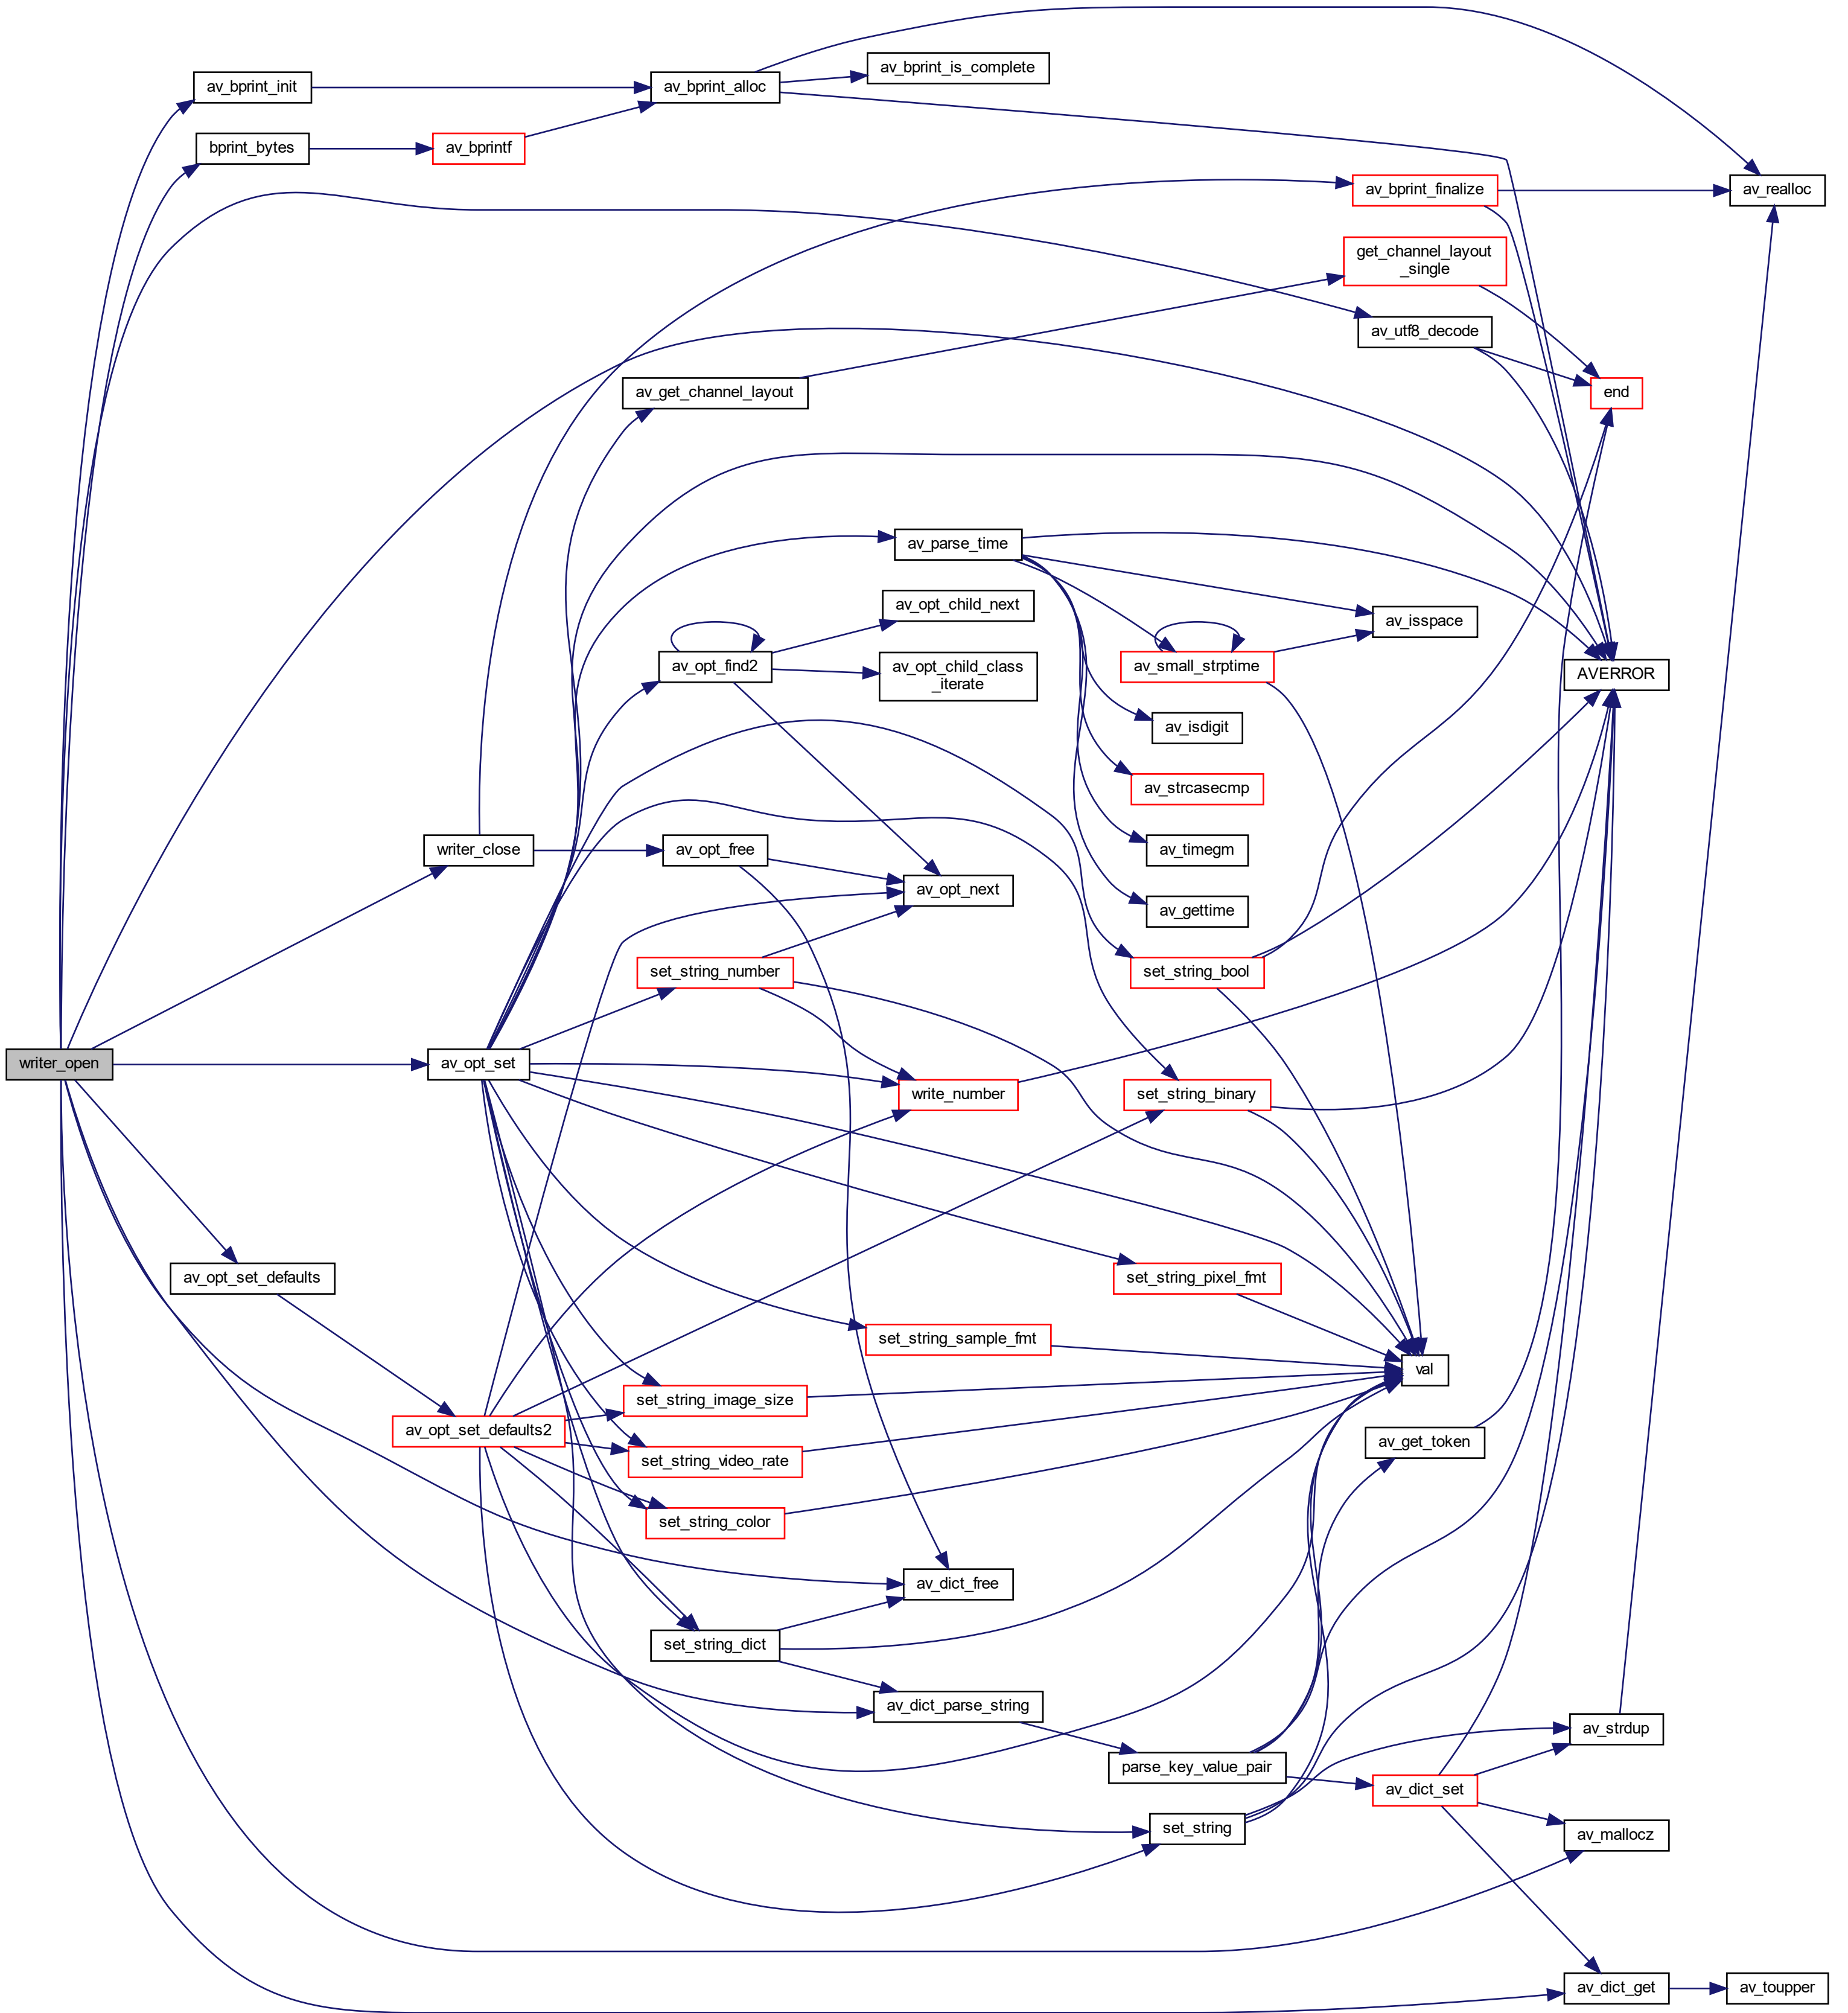 av_bprint_is_complete
av_bprint_init
av_bprint_alloc
bprint_bytes
av_bprintf
av_bprint_finalize
av_realloc
get_channel_layout
_single
av_utf8_decode
av_get_channel_layout
end
av_parse_time
av_opt_child_next
av_isspace
av_opt_find2
av_opt_child_class
_iterate
av_small_strptime
AVERROR
av_isdigit
av_strcasecmp
writer_close
av_opt_free
av_timegm
av_opt_next
av_gettime
set_string_number
set_string_bool
writer_open
av_opt_set
write_number
set_string_binary
av_opt_set_defaults
set_string_pixel_fmt
set_string_sample_fmt
val
set_string_image_size
av_opt_set_defaults2
av_get_token
set_string_video_rate
set_string_color
av_dict_free
set_string_dict
av_dict_parse_string
av_strdup
parse_key_value_pair
av_dict_set
set_string
av_mallocz
av_dict_get
av_toupper